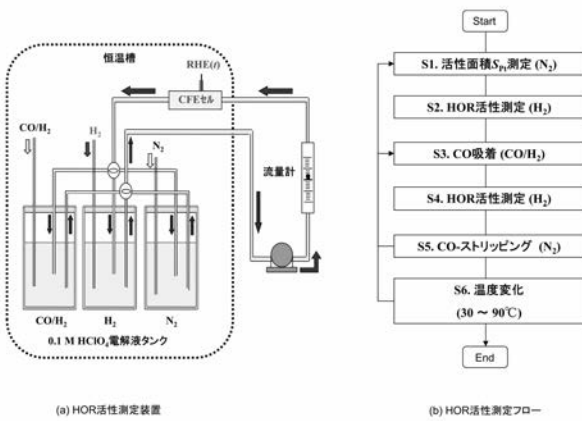 恒温槽
RHE(t)
CFEセル
CO/H₂
H₂
N₂
流量計
CO/H₂
H₂
N₂
0.1 M HClO₄電解液タンク
(a) HOR活性測定装置
Start
S1. 活性面積S_Pt測定 (N₂)
S2. HOR活性測定 (H₂)
S3. CO吸着 (CO/H₂)
S4. HOR活性測定 (H₂)
S5. CO-ストリッピング (N₂)
S6. 温度変化
(30 ～ 90℃)
End
(b) HOR活性測定フロー